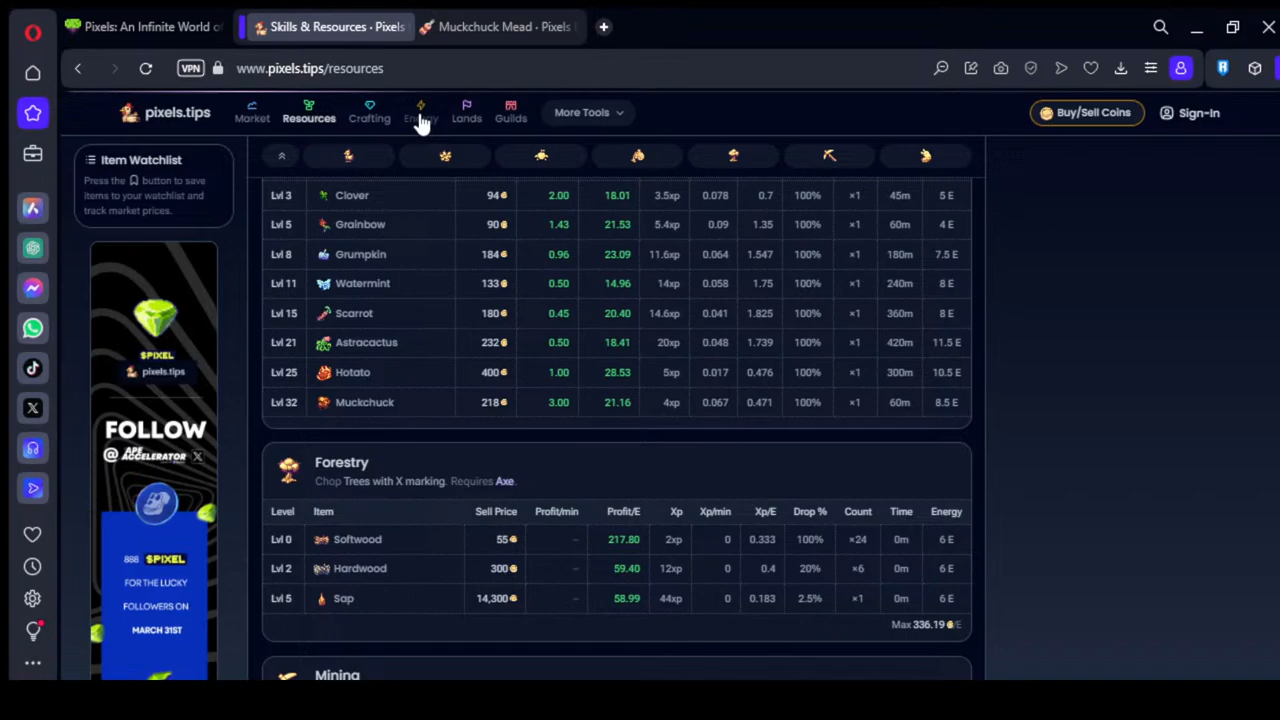 Pixels: An Infinite World of
Skills & Resources · Pixels
Muckchuck Mead · Pixels
VPN
www.pixels.tips/resources
pixels.tips
Market
Resources
Crafting
Energy
Lands
Guilds
More Tools
Buy/Sell Coins
Sign-In
Item Watchlist
Press the button to save
items to your watchlist and
track market prices.
$PIXEL
pixels.tips
FOLLOW
@ APE ACCELERATOR X
888 $PIXEL
FOR THE LUCKY
FOLLOWERS ON
MARCH 31ST
Lvl 3 Clover 94 2.00 18.01 3.5xp 0.078 0.7 100% ×1 45m 5 E
Lvl 5 Grainbow 90 1.43 21.53 5.4xp 0.09 1.35 100% ×1 60m 4 E
Lvl 8 Grumpkin 184 0.96 23.09 11.6xp 0.064 1.547 100% ×1 180m 7.5 E
Lvl 11 Watermint 133 0.50 14.96 14xp 0.058 1.75 100% ×1 240m 8 E
Lvl 15 Scarrot 180 0.45 20.40 14.6xp 0.041 1.825 100% ×1 360m 8 E
Lvl 21 Astracactus 232 0.50 18.41 20xp 0.048 1.739 100% ×1 420m 11.5 E
Lvl 25 Hotato 400 1.00 28.53 5xp 0.017 0.476 100% ×1 300m 10.5 E
Lvl 32 Muckchuck 218 3.00 21.16 4xp 0.067 0.471 100% ×1 60m 8.5 E
Forestry
Chop Trees with X marking. Requires Axe.
Level Item Sell Price Profit/min Profit/E Xp Xp/min Xp/E Drop % Count Time Energy
Lvl 0 Softwood 55 – 217.80 2xp 0 0.333 100% ×24 0m 6 E
Lvl 2 Hardwood 300 – 59.40 12xp 0 0.4 20% ×6 0m 6 E
Lvl 5 Sap 14,300 – 58.99 44xp 0 0.183 2.5% ×1 0m 6 E
Max 336.19 /E
Mining